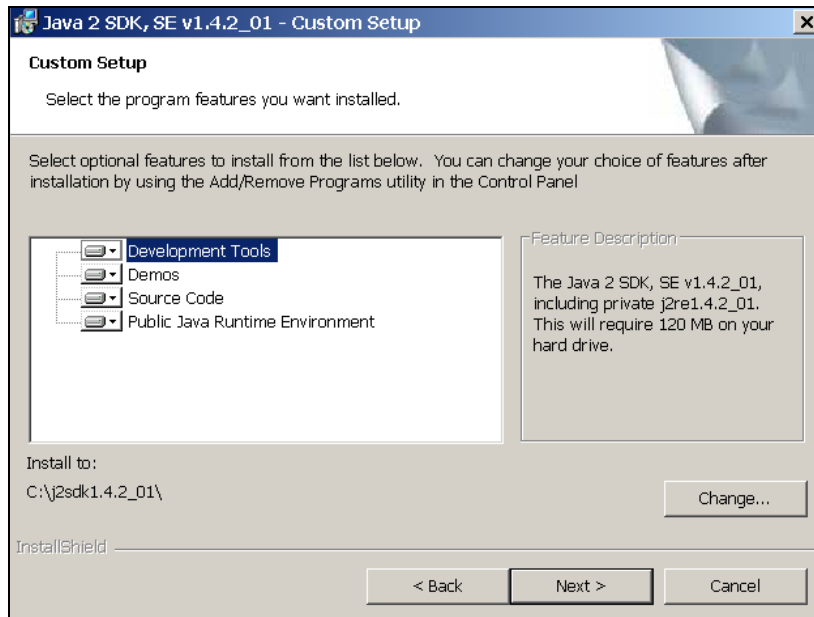 Java 2 SDK, SE v1.4.2_01 - Custom Setup
Custom Setup
Select the program features you want installed.
Select optional features to install from the list below.  You can change your choice of features after
installation by using the Add/Remove Programs utility in the Control Panel
Development Tools
Demos
Source Code
Public Java Runtime Environment
Feature Description
The Java 2 SDK, SE v1.4.2_01,
including private j2re1.4.2_01.
This will require 120 MB on your
hard drive.
Install to:
C:\j2sdk1.4.2_01\
Change...
InstallShield
< Back
Next >
Cancel